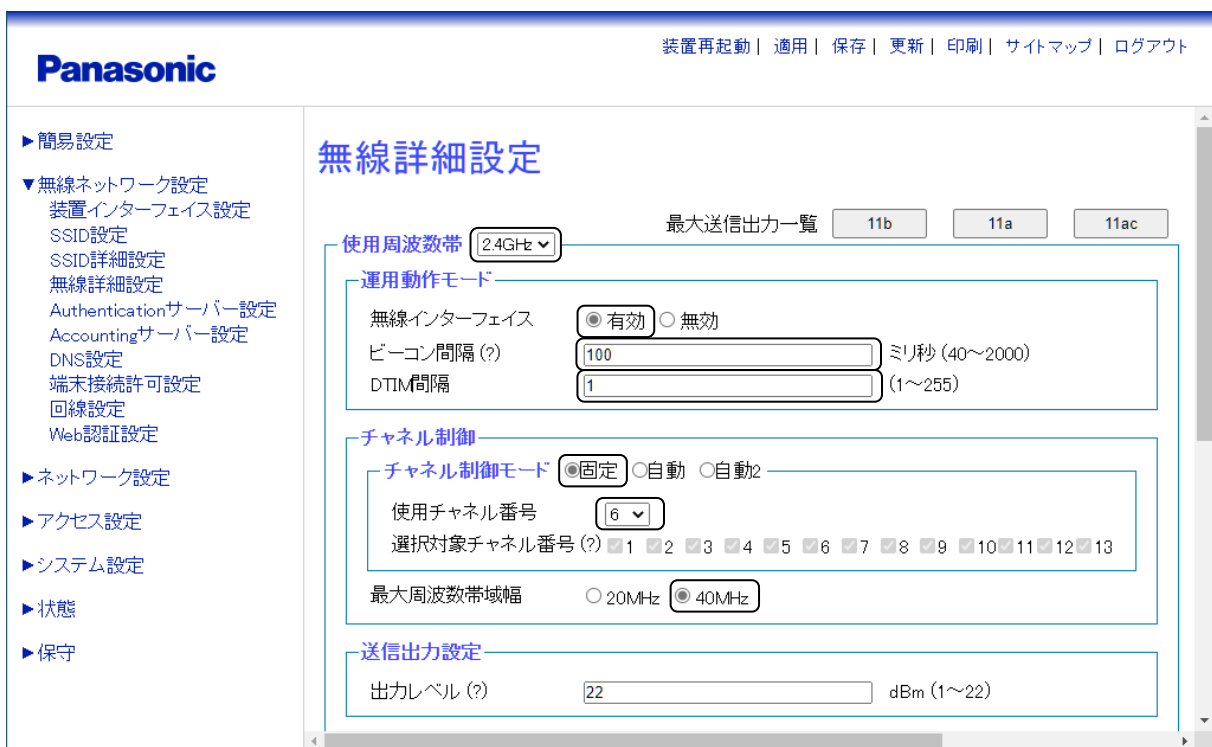 装置再起動| 適用| 保存| 更新| 印刷| サイトマップ| ログアウト
Panasonic
▶簡易設定
▼無線ネットワーク設定
装置インターフェイス設定
SSID設定
SSID詳細設定
無線詳細設定
Authenticationサーバー設定
Accountingサーバー設定
DNS設定
端末接続許可設定
回線設定
Web認証設定
▶ネットワーク設定
▶アクセス設定
▶システム設定
▶状態
▶保守
無線詳細設定
最大送信出力一覧 11b 11a 11ac
使用周波数帯 2.4GHz
運用動作モード
無線インターフェイス 有効 無効
ビーコン間隔(?) 100 ミリ秒(40～2000)
DTIM間隔 1 (1～255)
チャネル制御
チャネル制御モード 固定 自動 自動2
使用チャネル番号 6
選択対象チャネル番号(?) 1 2 3 4 5 6 7 8 9 10 11 12 13
最大周波数帯域幅 20MHz 40MHz
送信出力設定
出力レベル(?) 22 dBm(1～22)